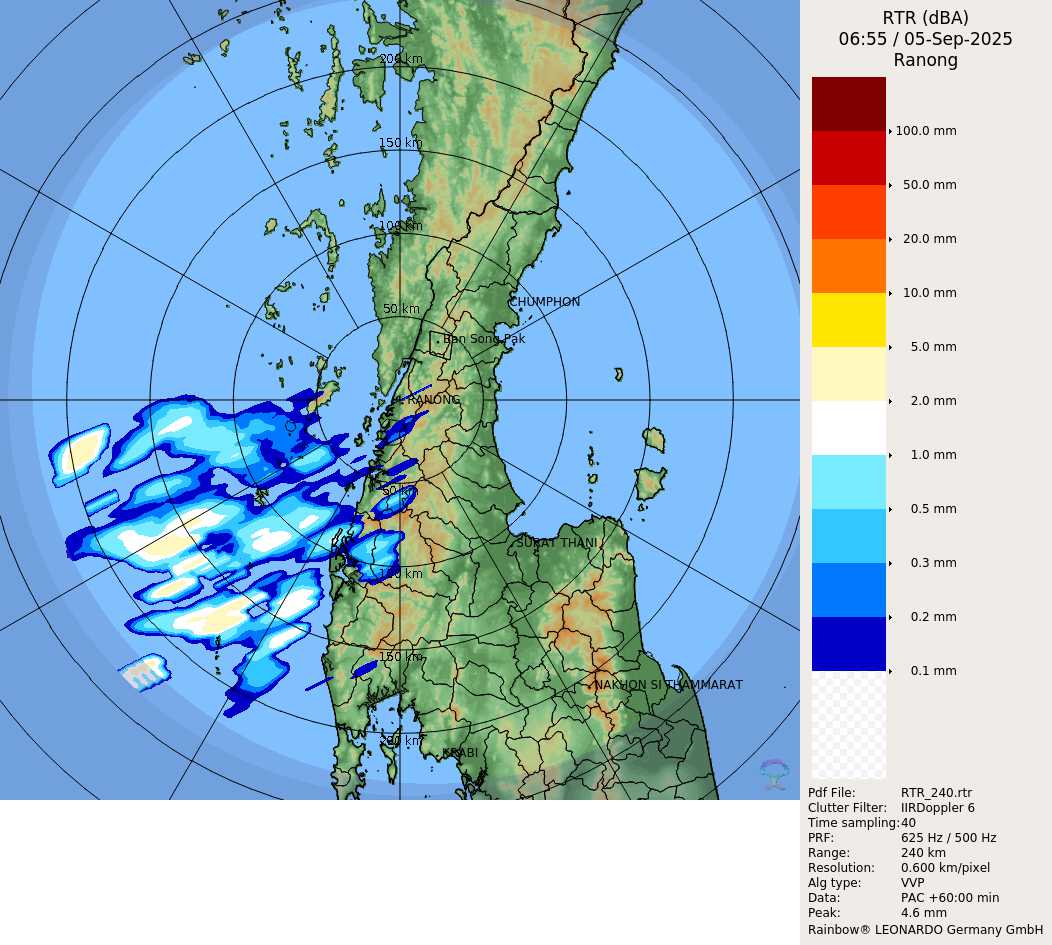 RTR (dBA)
06:55 / 05-Sep-2025
Ranong
200 km
150 km
100 km
50 km
CHUMPHON
Ban Song Pak
RANONG
50 km
SURAT THANI
100 km
150 km
NAKHON SI THAMMARAT
200 km
KRABI
100.0 mm
50.0 mm
20.0 mm
10.0 mm
5.0 mm
2.0 mm
1.0 mm
0.5 mm
0.3 mm
0.2 mm
0.1 mm
Pdf File: RTR_240.rtr
Clutter Filter: IIRDoppler 6
Time sampling:40
PRF: 625 Hz / 500 Hz
Range: 240 km
Resolution: 0.600 km/pixel
Alg type: VVP
Data: PAC +60:00 min
Peak: 4.6 mm
Rainbow® LEONARDO Germany GmbH